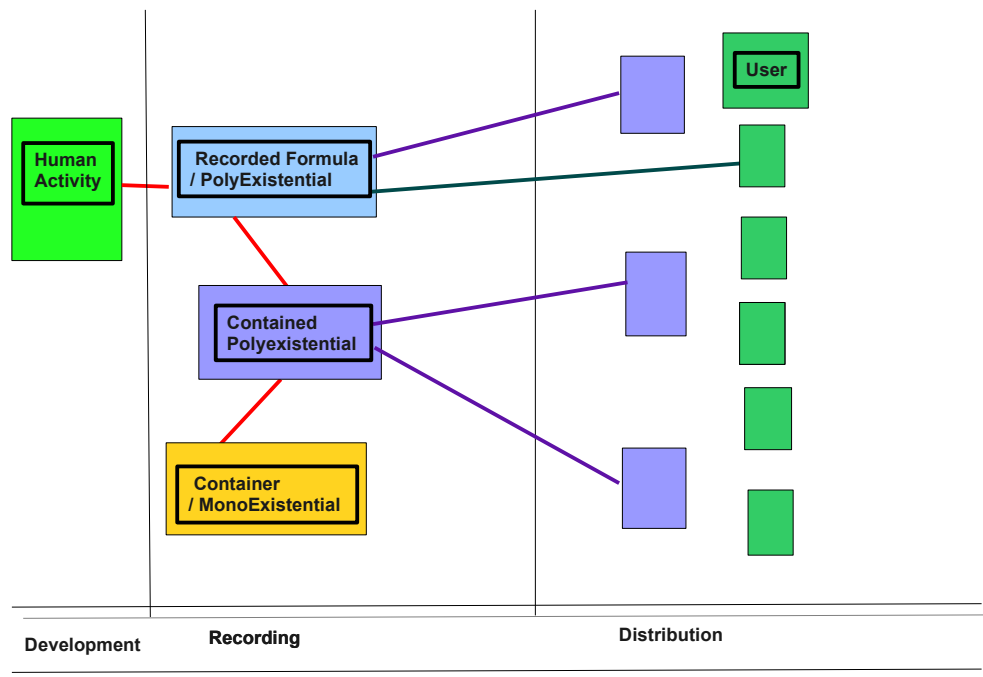 User
Human
Activity
Recorded Formula
/ PolyExistential
Contained
Polyexistential
Container
/ MonoExistential
Development
Recording
Distribution